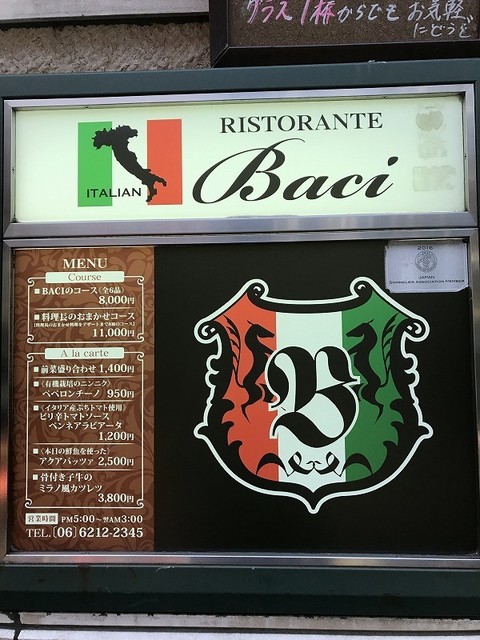 グラス1杯からでもお気軽
にどうぞ
RISTORANTE
Baci
ITALIAN
MENU
Course
■BACIのコース（全6品）
8,000円
■料理長のおまかせコース
11,000円
A la carte
■前菜盛り合わせ 1,400円
■〈有機栽培のニンニク〉
ペペロンチーノ 950円
■〈イタリア産ぷちトマト使用〉
ピリ辛トマトソース
ペンネアラビアータ
1,200円
■〈本日の鮮魚を使った〉
アクアパッツァ 2,500円
■骨付き子牛の
ミラノ風カツレツ
3,800円
営業時間 PM5:00～翌AM3:00
TEL.(06)6212-2345
B
2016
JAPAN
SOMMELIER ASSOCIATION MEMBER